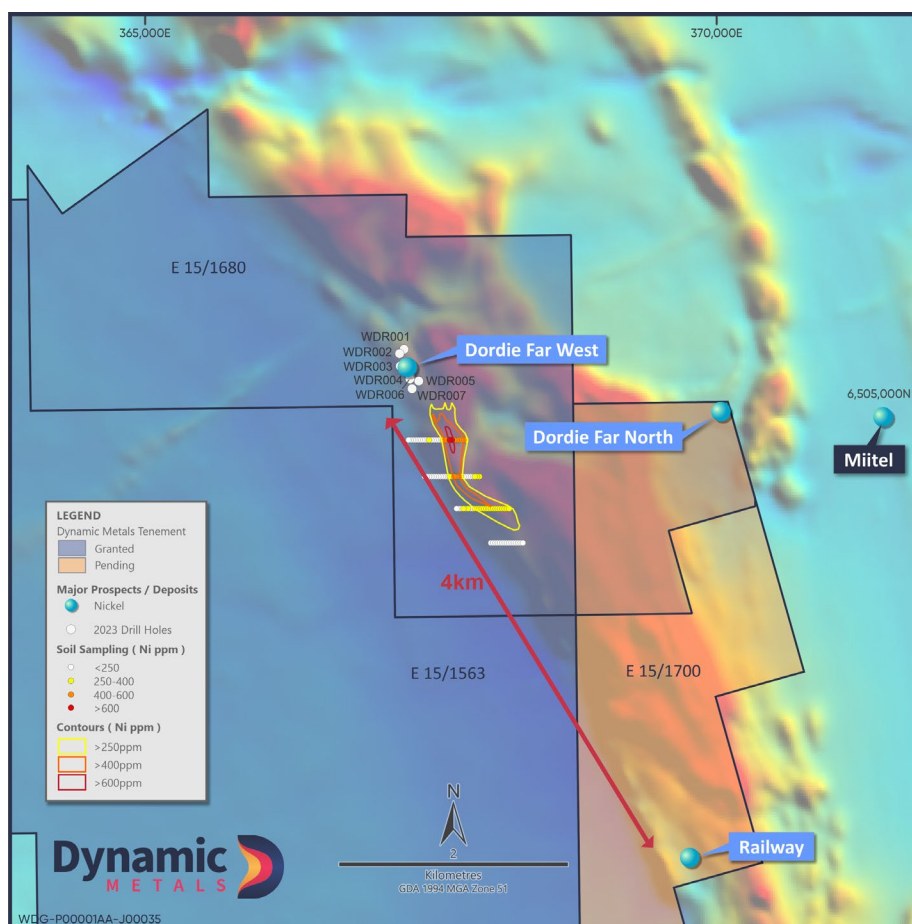 365,000E
370,000E
E 15/1680
WDR001
WDR002
WDR003
WDR004
WDR005
WDR006
WDR007
Dordie Far West
Dordie Far North
6,505,000N
Miitel
4km
E 15/1563
E 15/1700
Railway
LEGEND
Dynamic Metals Tenement
Granted
Pending
Major Prospects / Deposits
Nickel
2023 Drill Holes
Soil Sampling ( Ni ppm )
<250
250-400
400-600
>600
Contours ( Ni ppm )
>250ppm
>400ppm
>600ppm
N
2
Kilometres
GDA 1994 MGA Zone 51
Dynamic
METALS
WDG-P00001AA-J00035